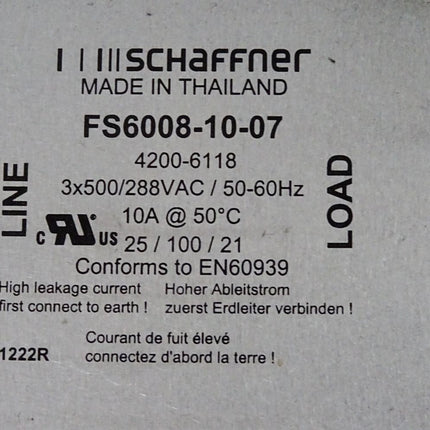 SCHAFFNER
MADE IN THAILAND
FS6008-10-07
4200-6118
3x500/288VAC / 50-60Hz
LINE
LOAD
10A @ 50°C
c RU US
25 / 100 / 21
Conforms to EN60939
High leakage current Hoher Ableitstrom
first connect to earth ! zuerst Erdleiter verbinden !
Courant de fuit élevé
1222R connectez d'abord la terre !